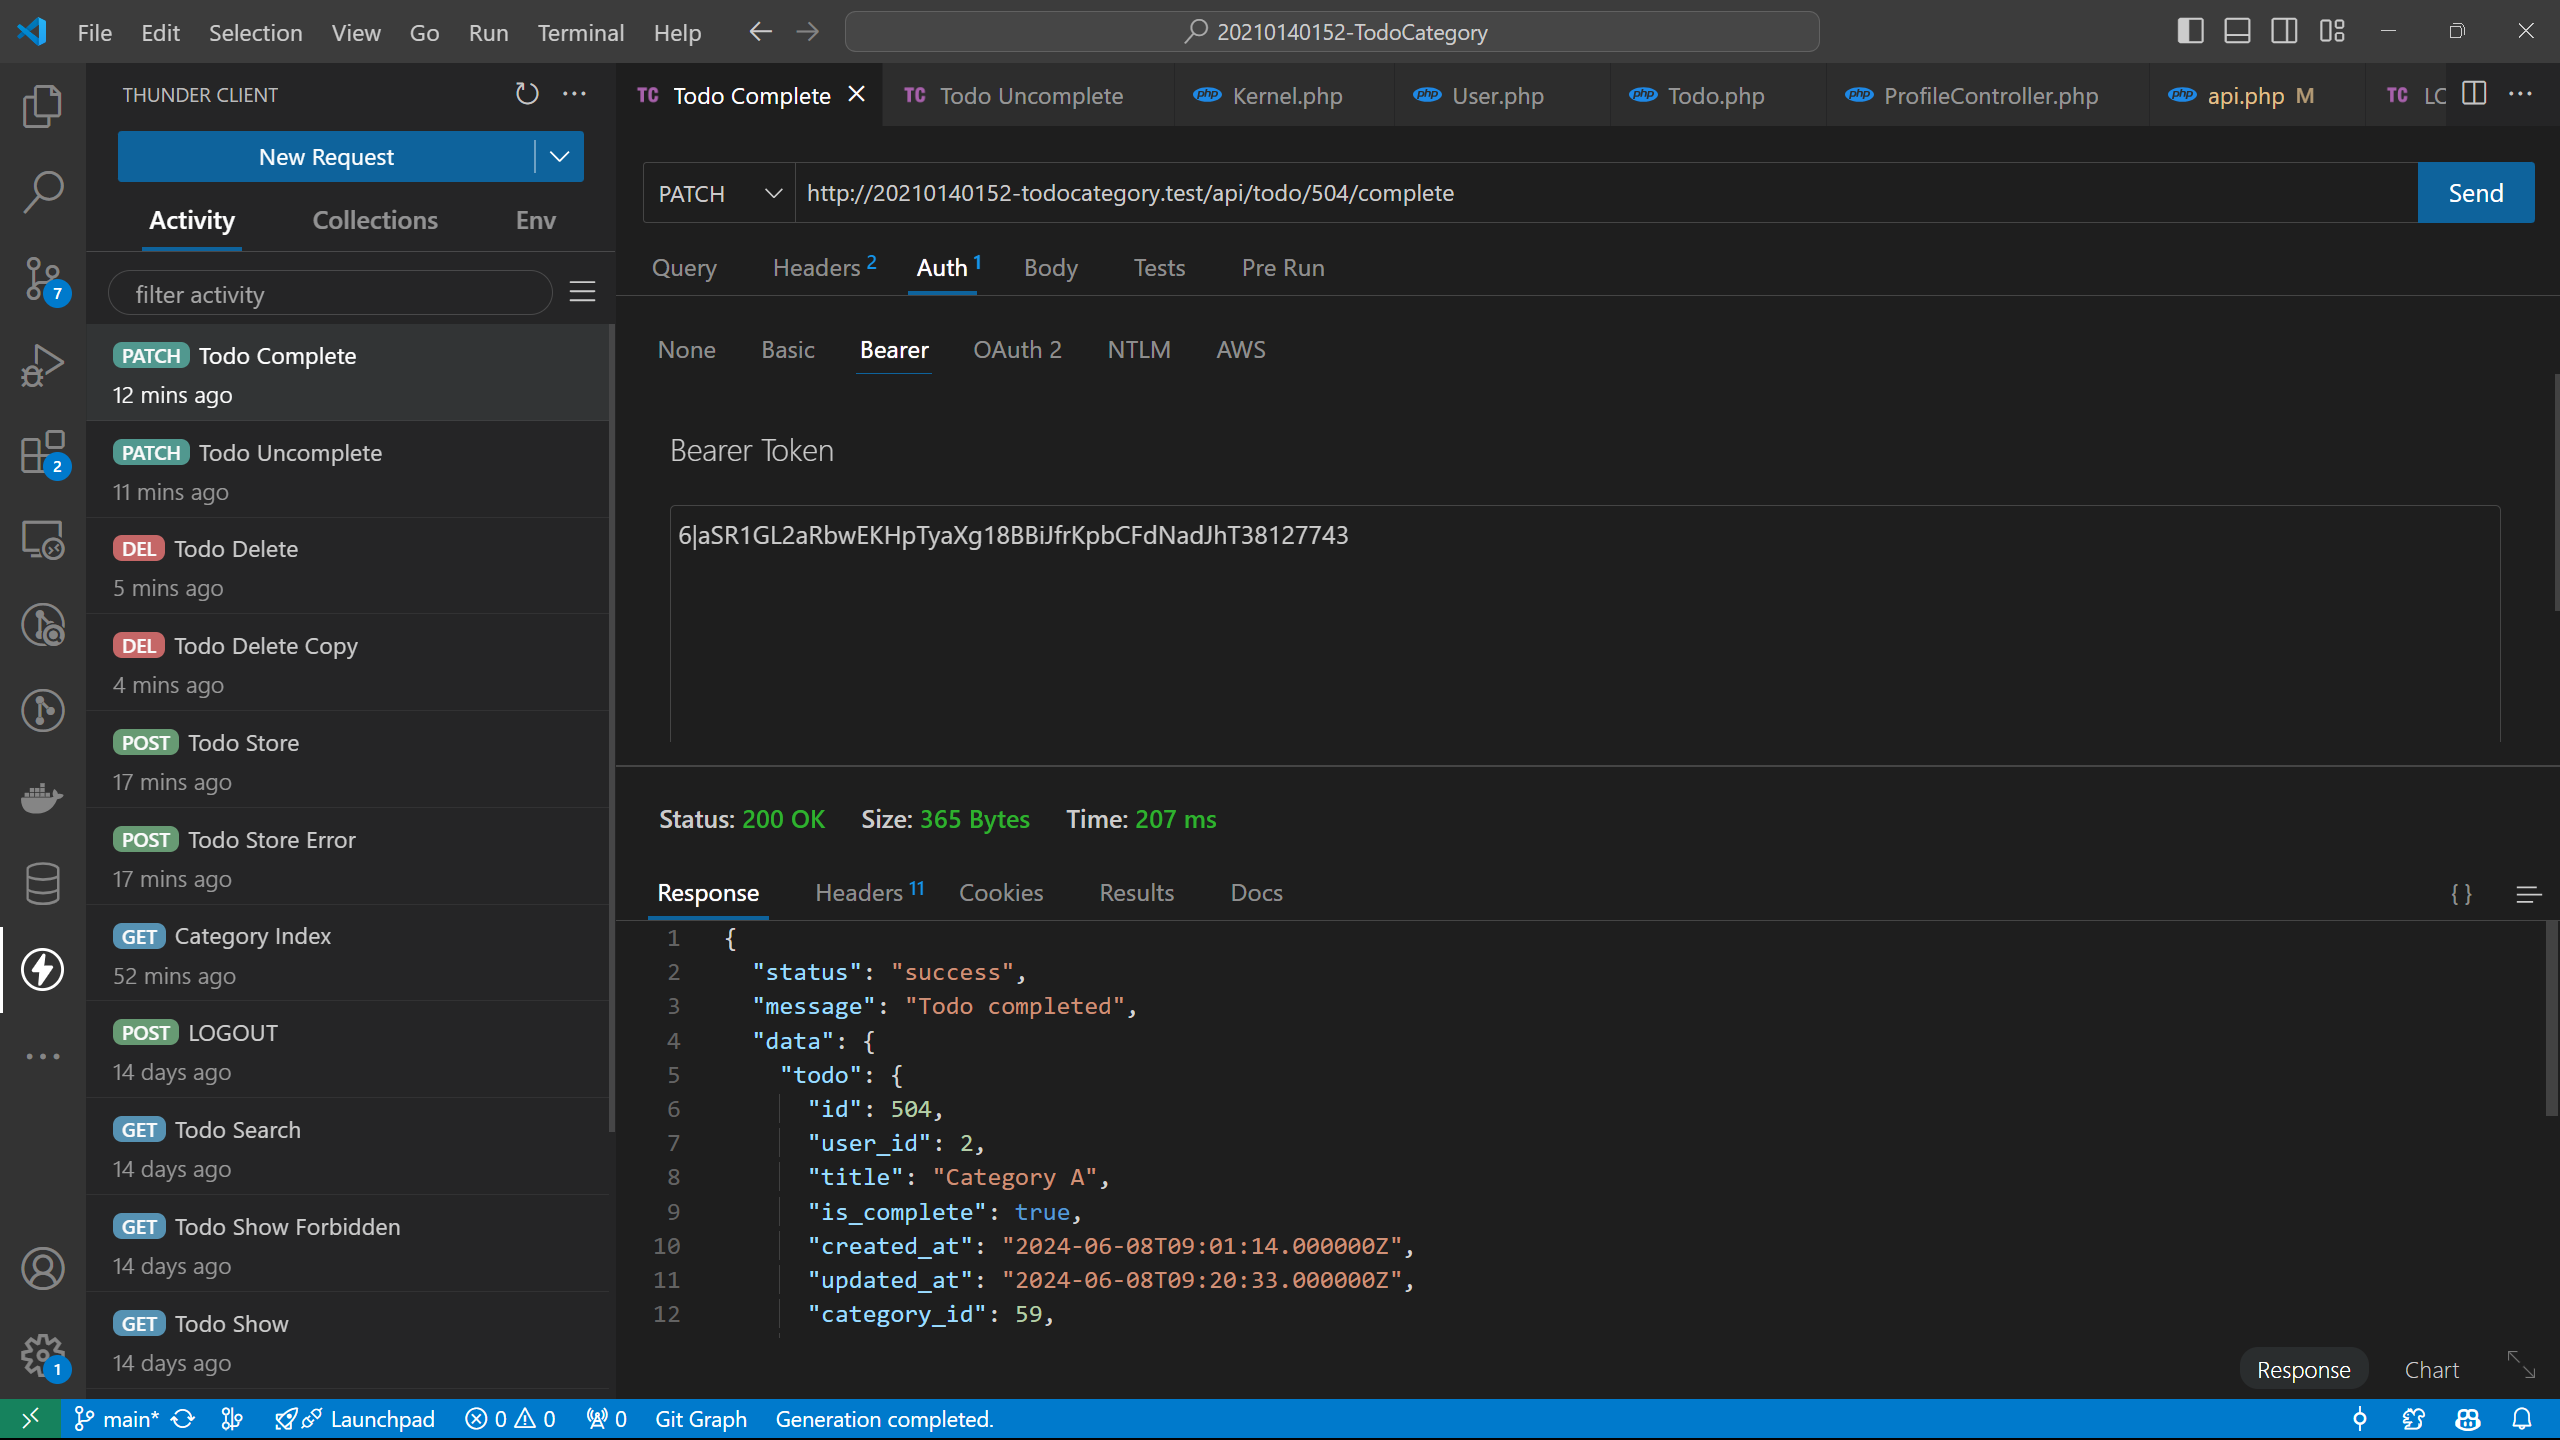 File Edit Selection View Go Run Terminal Help
20210140152-TodoCategory
THUNDER CLIENT
New Request
Activity Collections Env
filter activity
PATCH Todo Complete
12 mins ago
PATCH Todo Uncomplete
11 mins ago
DEL Todo Delete
5 mins ago
DEL Todo Delete Copy
4 mins ago
POST Todo Store
17 mins ago
POST Todo Store Error
17 mins ago
GET Category Index
52 mins ago
POST LOGOUT
14 days ago
GET Todo Search
14 days ago
GET Todo Show Forbidden
14 days ago
GET Todo Show
14 days ago
7
2
1
TC Todo Complete TC Todo Uncomplete php Kernel.php php User.php php Todo.php php ProfileController.php php api.php M TC LO
PATCH http://20210140152-todocategory.test/api/todo/504/complete Send
Query Headers 2 Auth 1 Body Tests Pre Run
None Basic Bearer OAuth 2 NTLM AWS
Bearer Token
6|aSR1GL2aRbwEKHpTyaXg18BBiJfrKpbCFdNadJhT38127743
Status: 200 OK Size: 365 Bytes Time: 207 ms
Response Headers 11 Cookies Results Docs {}
1 {
2 "status": "success",
3 "message": "Todo completed",
4 "data": {
5 "todo": {
6 "id": 504,
7 "user_id": 2,
8 "title": "Category A",
9 "is_complete": true,
10 "created_at": "2024-06-08T09:01:14.000000Z",
11 "updated_at": "2024-06-08T09:20:33.000000Z",
12 "category_id": 59,
Response Chart
main* Launchpad 0 0 0 Git Graph Generation completed.